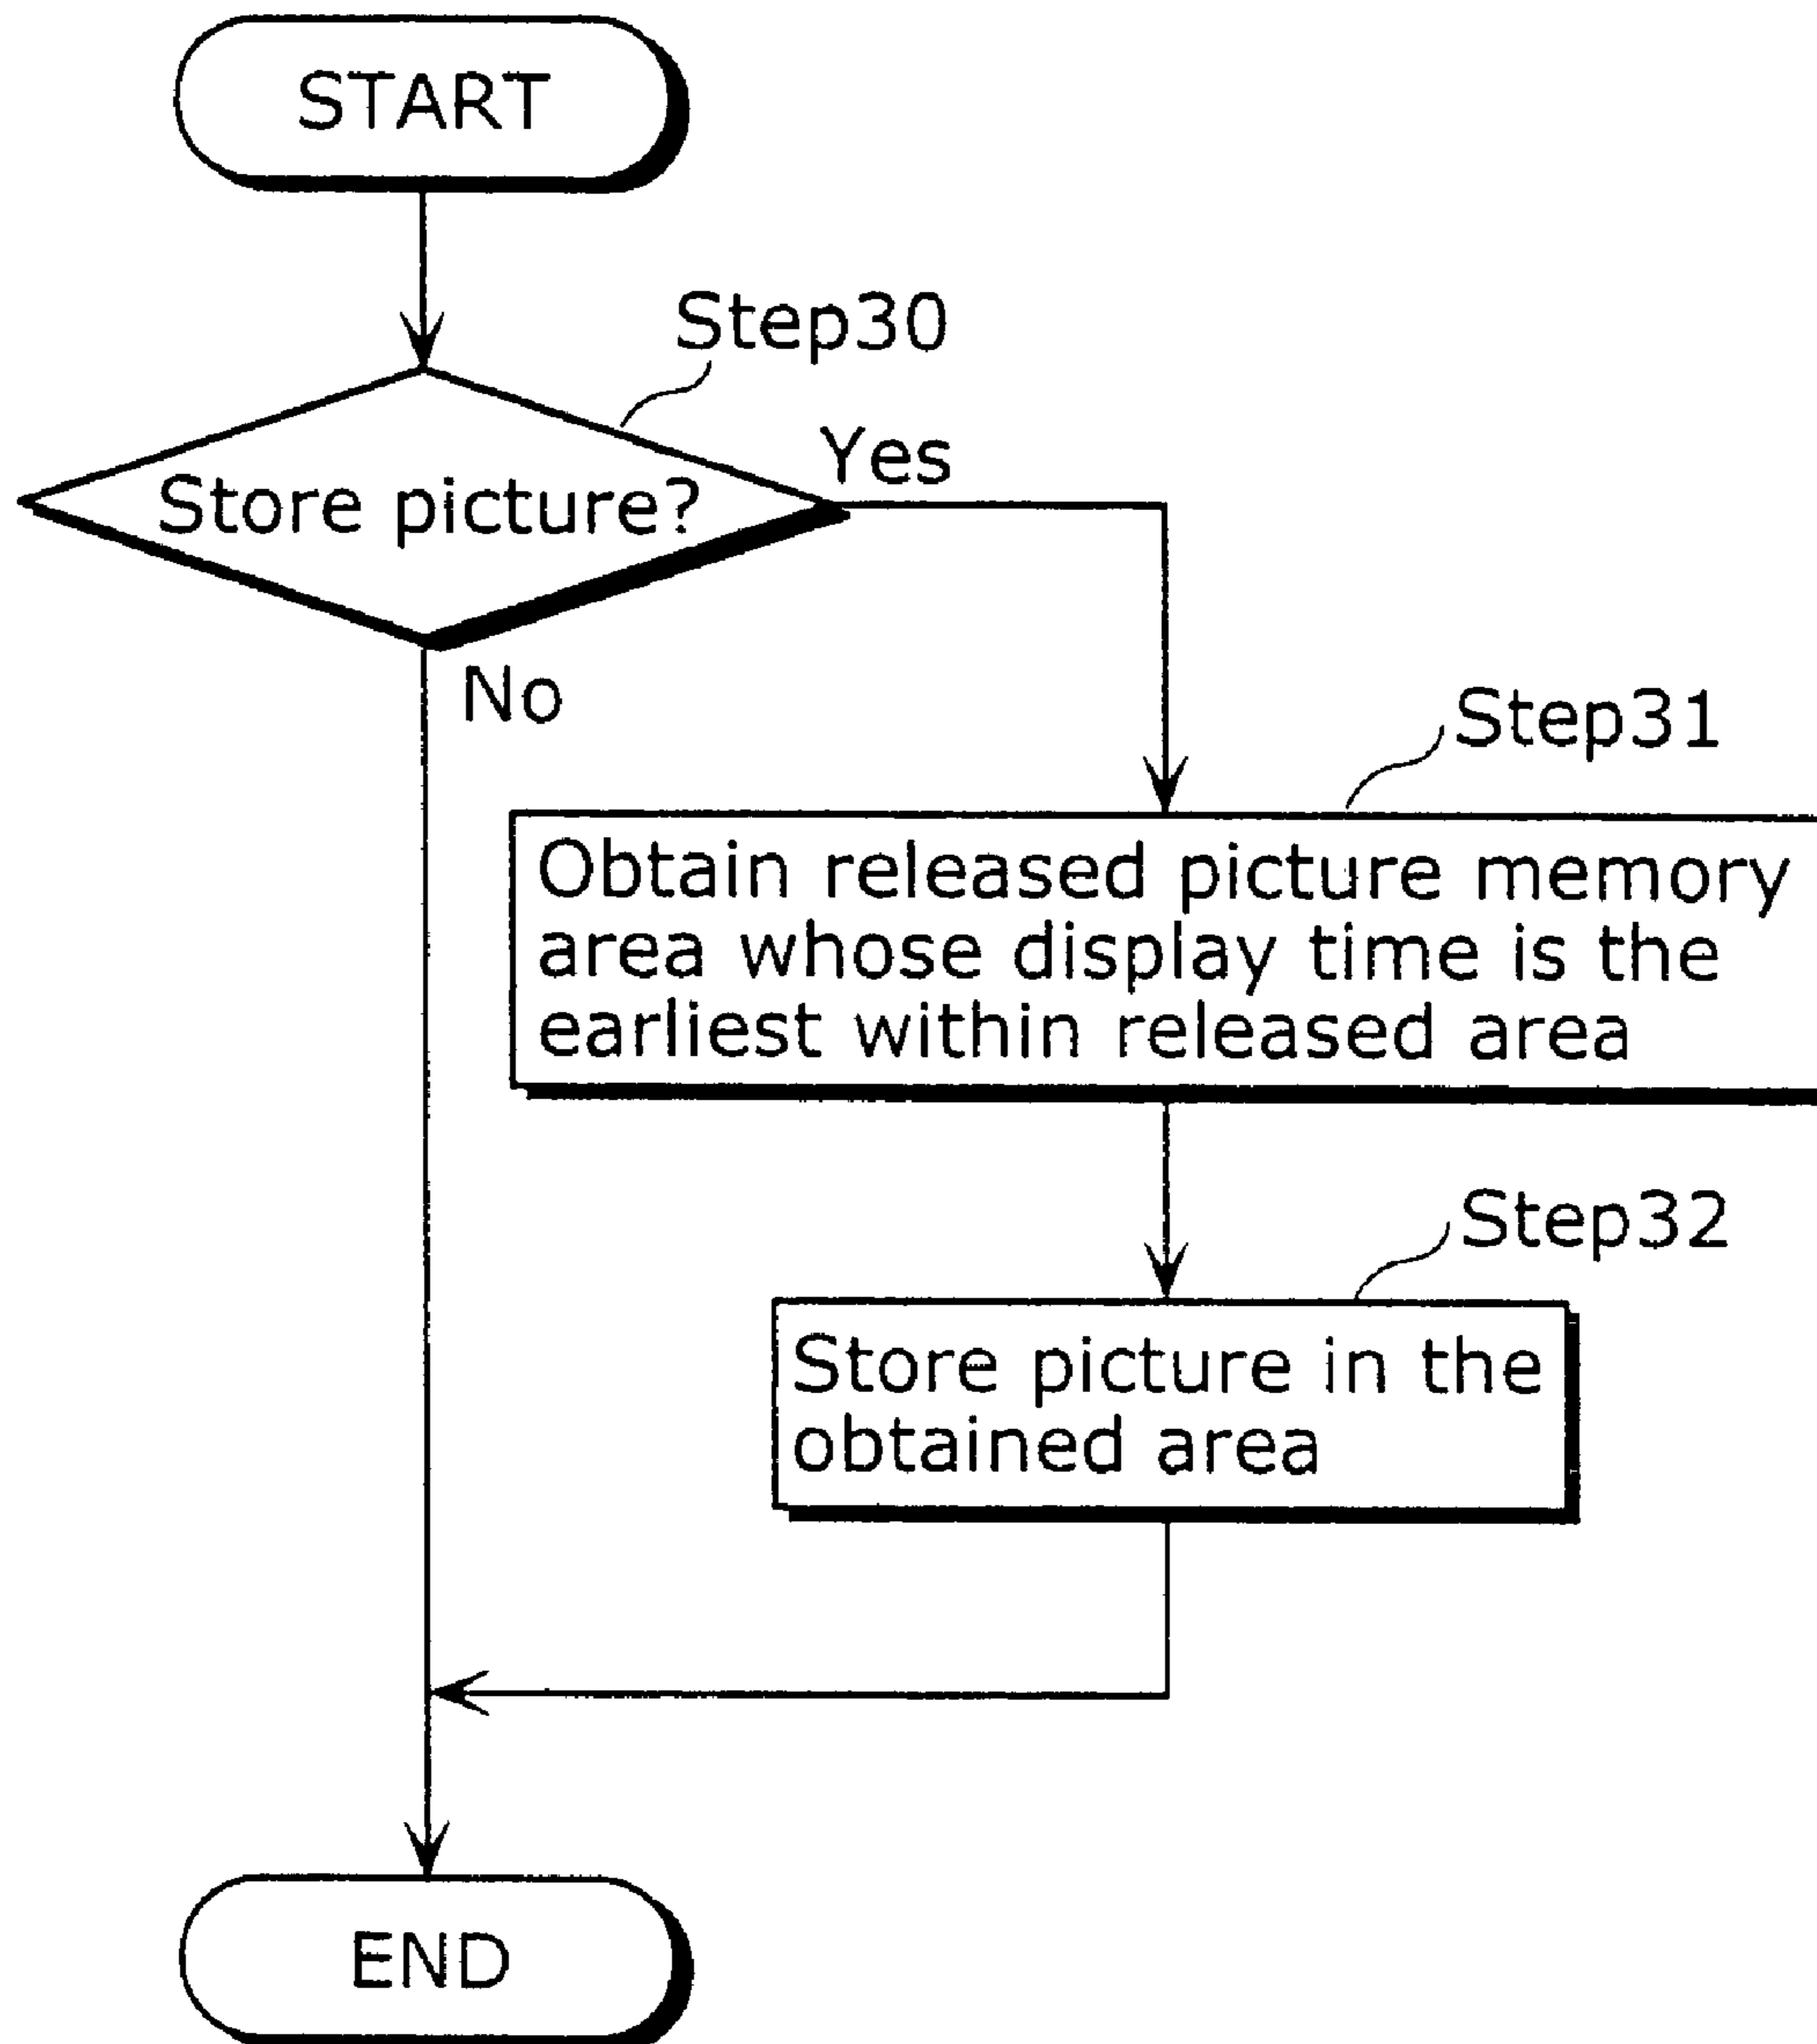 START
Step30
Yes
Store picture?
No
Step31
Obtain released picture memory
area whose display time is the
earliest within released area
Step32
Store picture in the
obtained area
END